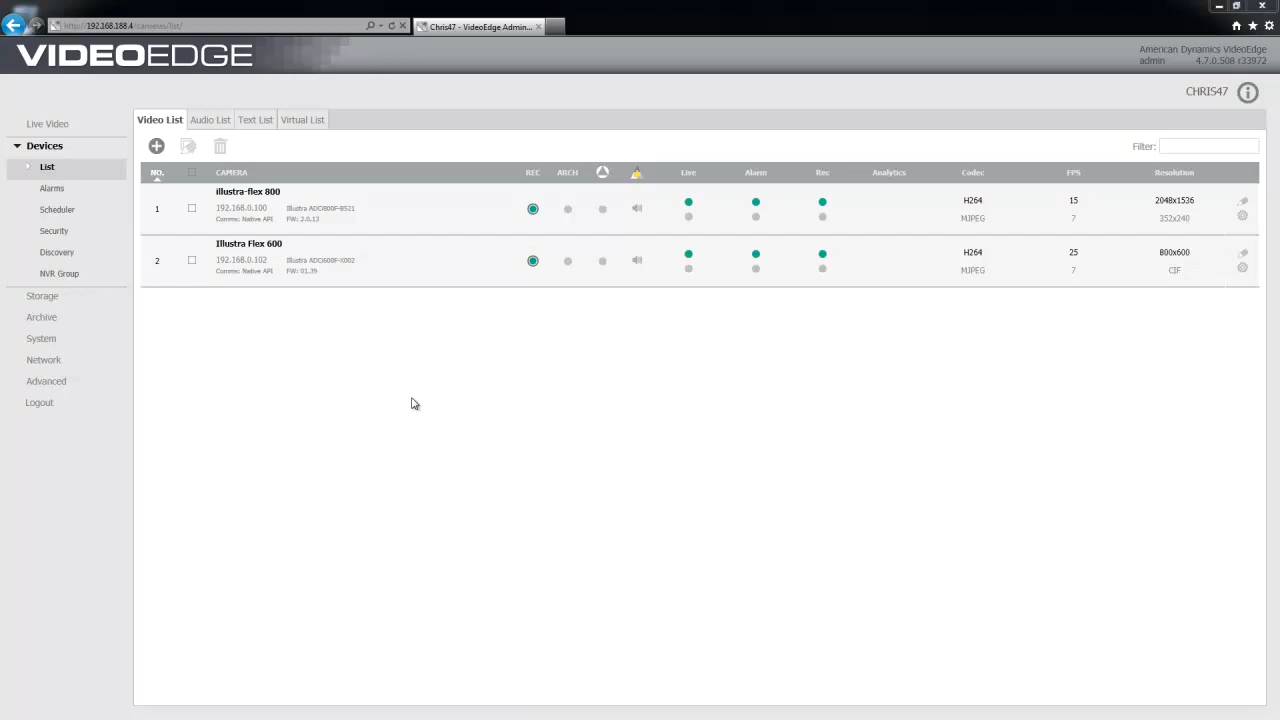 http://192.168.188.4/cameras/list/
Chris47 - VideoEdge Admin...
VIDEOEDGE
American Dynamics VideoEdge
admin 4.7.0.508 r33972
CHRIS47
Live Video
Devices
List
Alarms
Scheduler
Security
Discovery
NVR Group
Storage
Archive
System
Network
Advanced
Logout
Video List Audio List Text List Virtual List
Filter:
NO. CAMERA REC ARCH Live Alarm Rec Analytics Codec FPS Resolution
illustra-flex 800
1 192.168.0.100 Illustra ADCi800F-B521 H264 15 2048x1536
Comms: Native API FW: 2.0.13 MJPEG 7 352x240
Illustra Flex 600
2 192.168.0.102 Illustra ADCi600F-X002 H264 25 800x600
Comms: Native API FW: 01.39 MJPEG 7 CIF